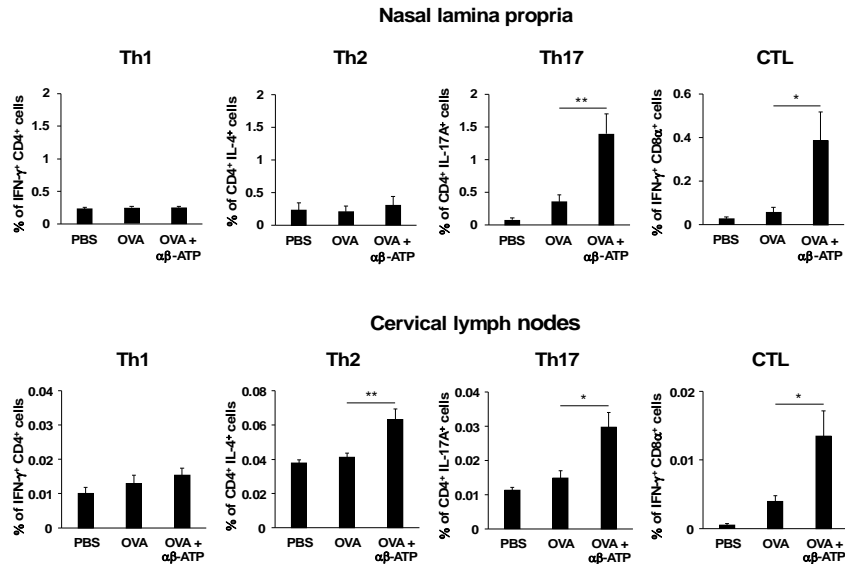 Nasal lamina propria
Th1
Th2
Th17
CTL
% of IFN-γ⁺ CD4⁺ cells
2
1.5
1
0.5
0
PBS
OVA
OVA +
αβ-ATP
% of CD4⁺ IL-4⁺ cells
2
1.5
1
0.5
0
PBS
OVA
OVA +
αβ-ATP
% of CD4⁺ IL-17A⁺ cells
2
1.5
1
0.5
0
**
PBS
OVA
OVA +
αβ-ATP
% of IFN-γ⁺ CD8α⁺ cells
0.6
0.4
0.2
0
*
PBS
OVA
OVA +
αβ-ATP
Cervical lymph nodes
Th1
Th2
Th17
CTL
% of IFN-γ⁺ CD4⁺ cells
0.04
0.03
0.02
0.01
0
PBS
OVA
OVA +
αβ-ATP
% of CD4⁺ IL-4⁺ cells
0.08
0.06
0.04
0.02
0
**
PBS
OVA
OVA +
αβ-ATP
% of CD4⁺ IL-17A⁺ cells
0.04
0.03
0.02
0.01
0
*
PBS
OVA
OVA +
αβ-ATP
% of IFN-γ⁺ CD8α⁺ cells
0.02
0.01
0
*
PBS
OVA
OVA +
αβ-ATP